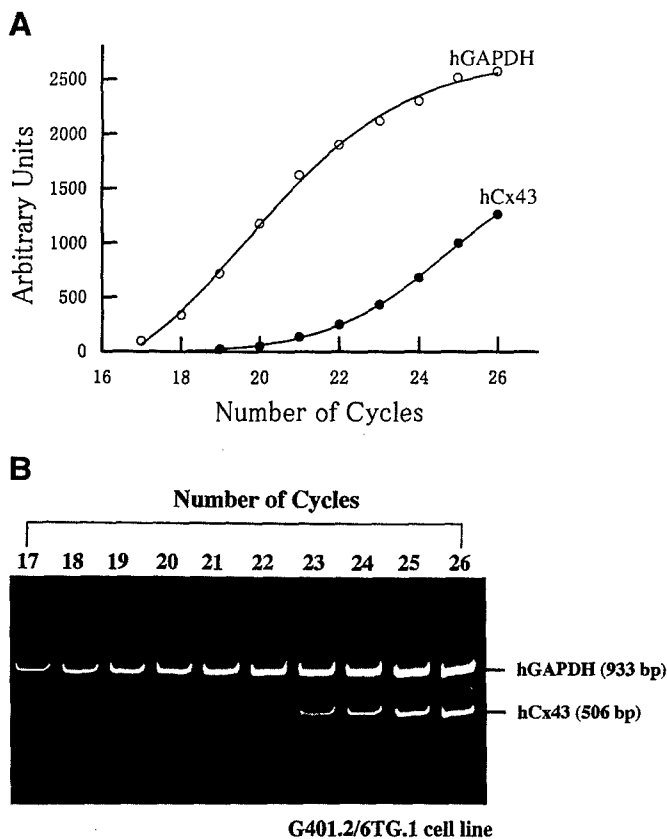 A
hGAPDH
hCx43
Arbitrary Units
2500
2000
1500
1000
500
0
16 18 20 22 24 26
Number of Cycles
B
Number of Cycles
17 18 19 20 21 22 23 24 25 26
hGAPDH (933 bp)
hCx43 (506 bp)
G401.2/6TG.1 cell line